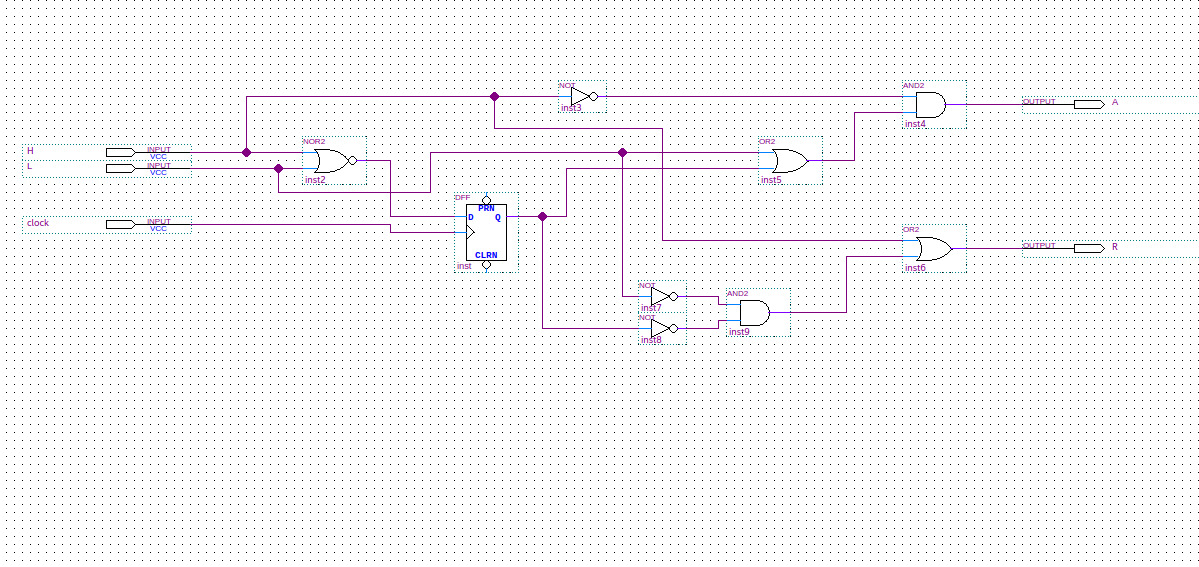 NOT
inst3
AND2
inst4
OUTPUT
A
H
INPUT
VCC
L
INPUT
VCC
NOR2
inst2
OR2
inst5
clock
INPUT
VCC
DFF
PRN
D Q
CLRN
inst
OR2
inst6
OUTPUT
R
NOT
inst7
NOT
inst8
AND2
inst9